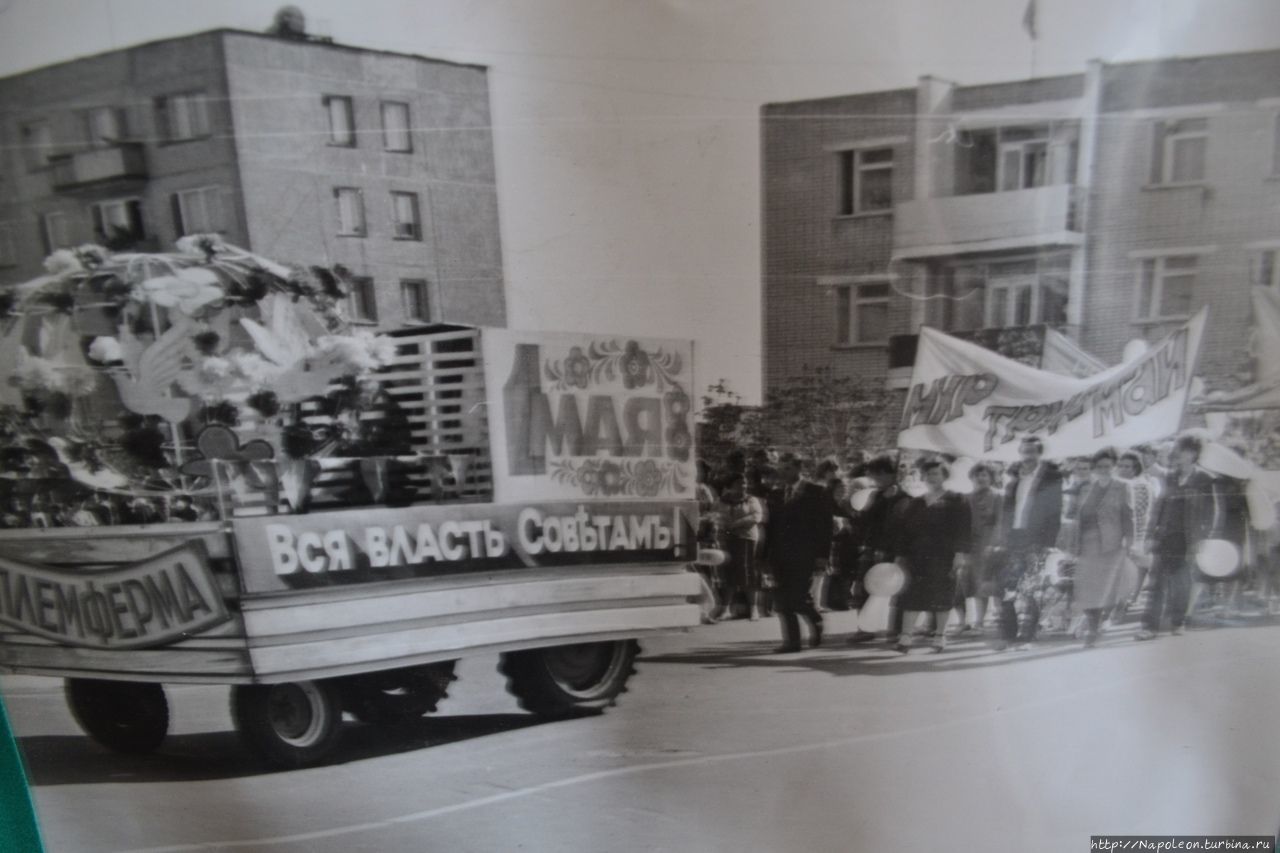 1 МАЯ
Вся власть Совѣтамъ!
ПЛЕМФЕРМА
МИР ТРУД МАЙ
http://Napoleon.turbina.ru